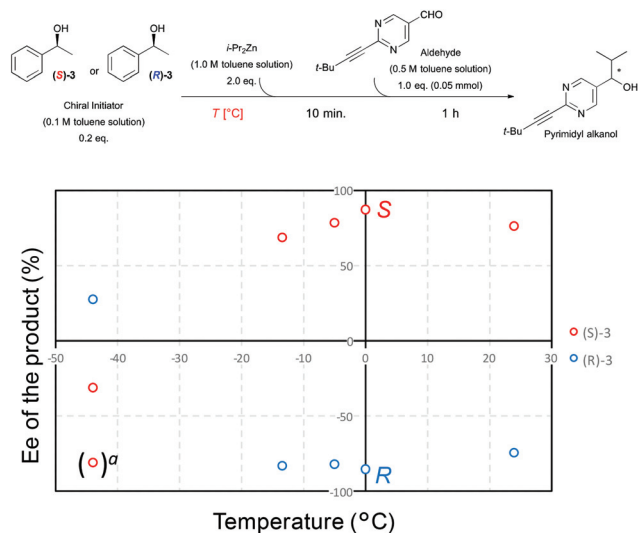 OH
OH
(S)-3
or
(R)-3
Chiral Initiator
(0.1 M toluene solution)
0.2 eq.
i-Pr₂Zn
(1.0 M toluene solution)
2.0 eq.
T [°C]
10 min.
N
N
CHO
t-Bu
Aldehyde
(0.5 M toluene solution)
1.0 eq. (0.05 mmol)
1 h
N
N
*
OH
t-Bu
Pyrimidyl alkanol
Ee of the product (%)
100
50
0
-50
-100
-50 -40 -30 -20 -10 0 10 20 30
S
R
( )ᵃ
(S)-3
(R)-3
Temperature (°C)